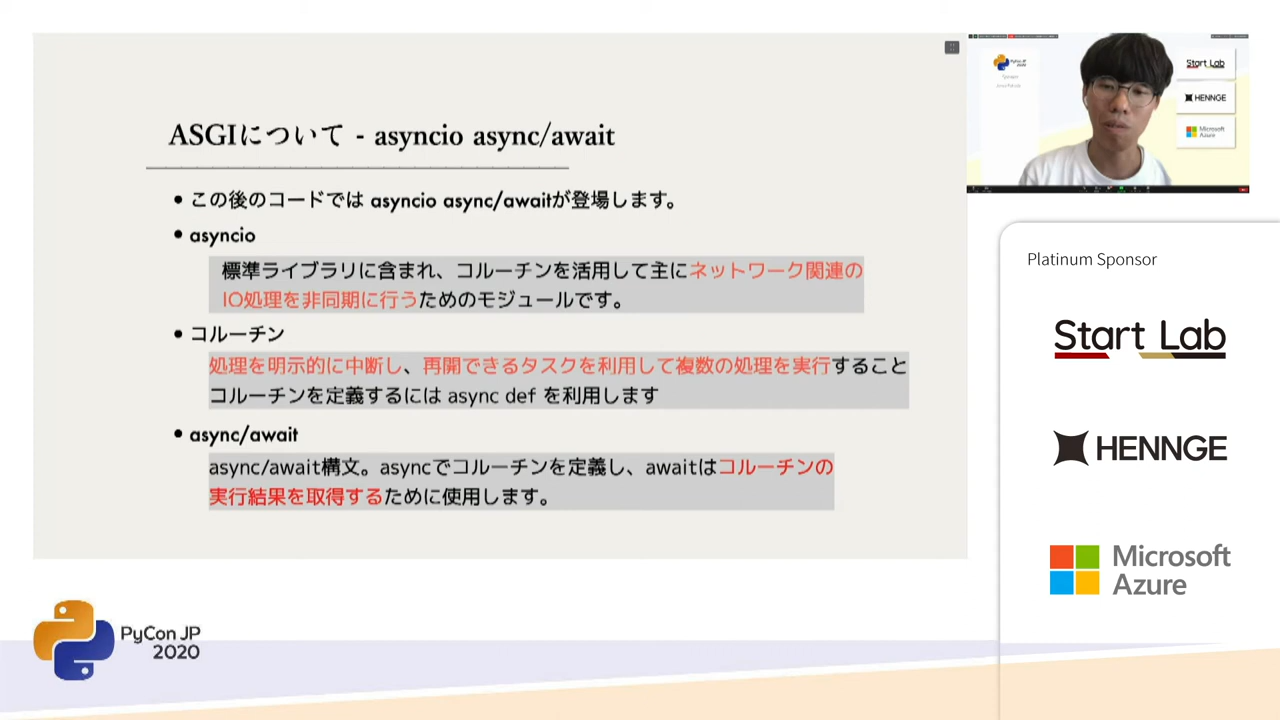 ASGIについて - asyncio async/await
• この後のコードでは asyncio async/awaitが登場します。
• asyncio
標準ライブラリに含まれ、コルーチンを活用して主にネットワーク関連の
IO処理を非同期に行うためのモジュールです。
• コルーチン
処理を明示的に中断し、再開できるタスクを利用して複数の処理を実行すること
コルーチンを定義するには async def を利用します
• async/await
async/await構文。asyncでコルーチンを定義し、awaitはコルーチンの
実行結果を取得するために使用します。
PyCon JP
2020
Start Lab
HENNGE
Microsoft
Azure
Platinum Sponsor
Start Lab
HENNGE
Microsoft
Azure
PyCon JP
2020